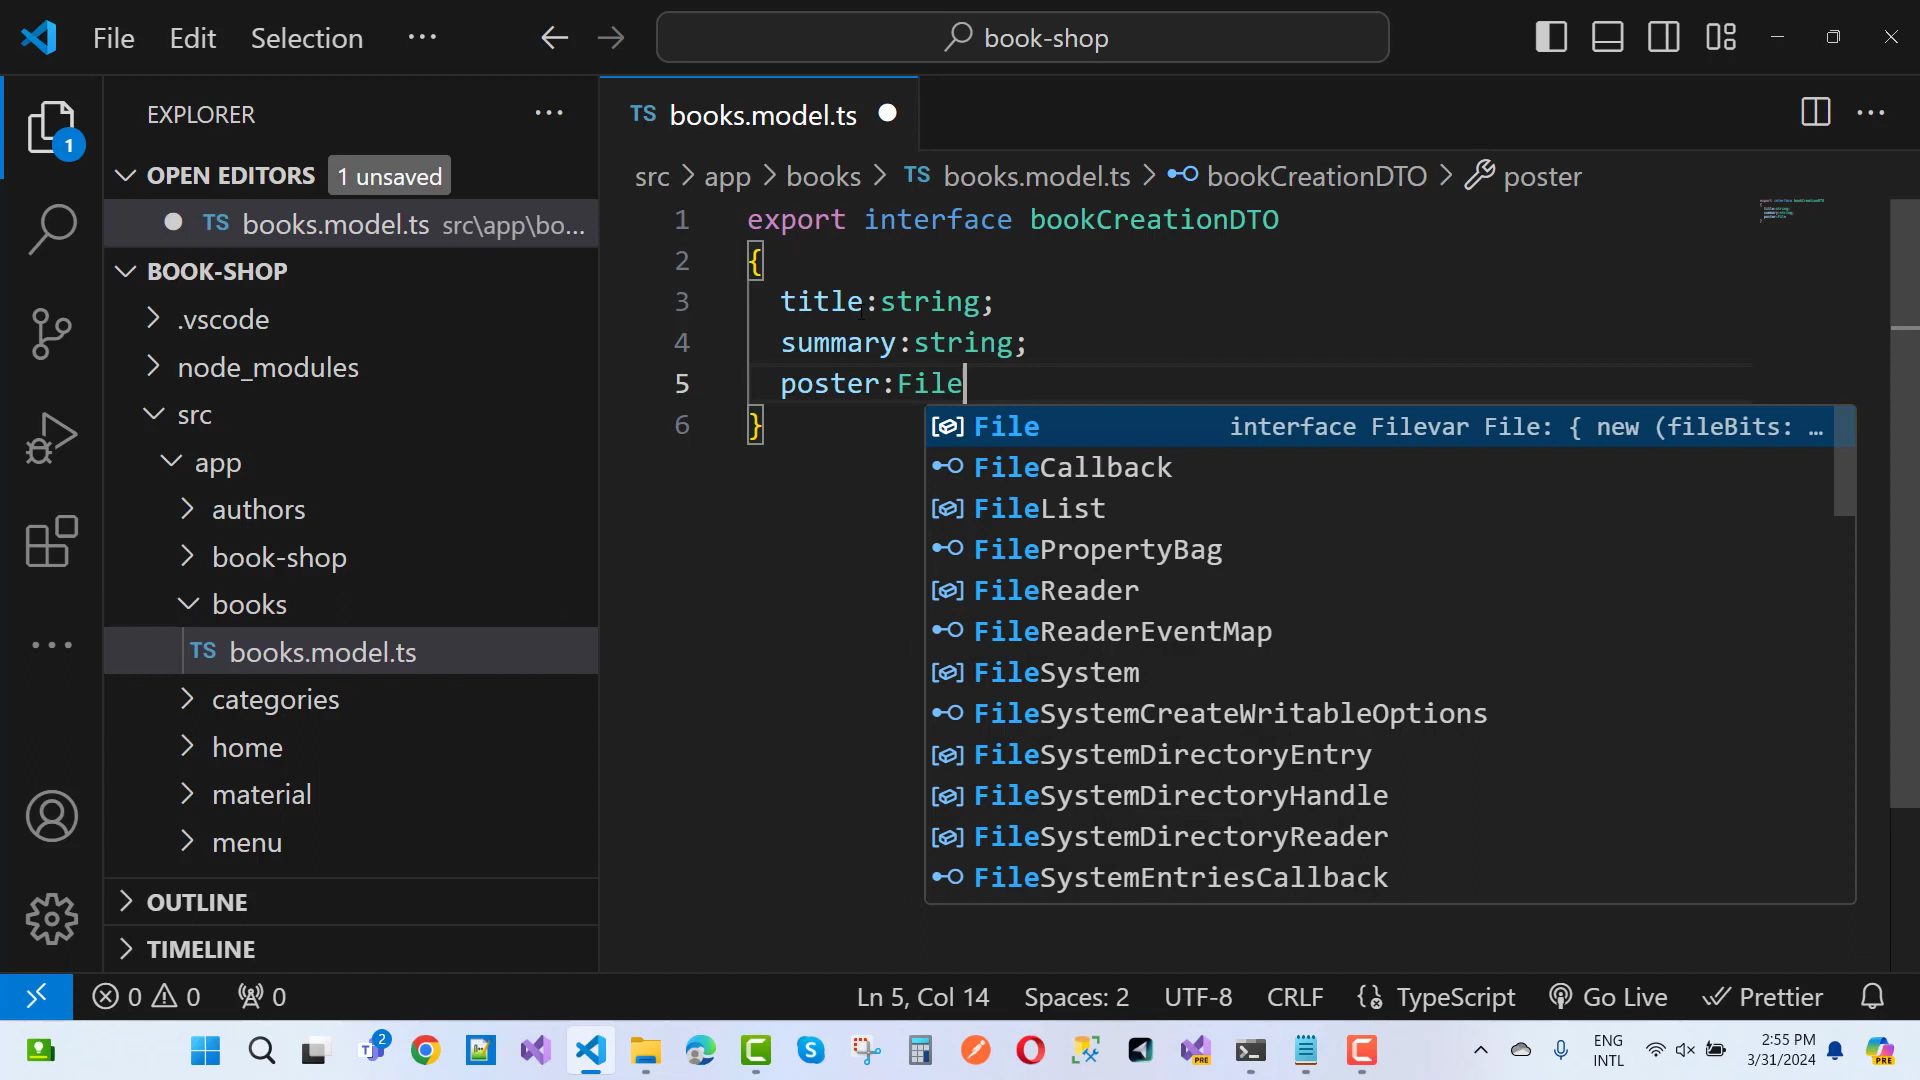 File Edit Selection ··· book-shop
EXPLORER ···
1
OPEN EDITORS 1 unsaved
TS books.model.ts src\app\bo...
BOOK-SHOP
.vscode
node_modules
src
app
authors
book-shop
books
TS books.model.ts
categories
home
material
menu
OUTLINE
TIMELINE
TS books.model.ts
src > app > books > TS books.model.ts > bookCreationDTO > poster
1 export interface bookCreationDTO
2 {
3 title:string;
4 summary:string;
5 poster:File
6 }
File interface Filevar File: { new (fileBits: …
FileCallback
FileList
FilePropertyBag
FileReader
FileReaderEventMap
FileSystem
FileSystemCreateWritableOptions
FileSystemDirectoryEntry
FileSystemDirectoryHandle
FileSystemDirectoryReader
FileSystemEntriesCallback
0 0 0 Ln 5, Col 14 Spaces: 2 UTF-8 CRLF TypeScript Go Live Prettier
2 PRE ENG INTL 2:55 PM 3/31/2024 PRE